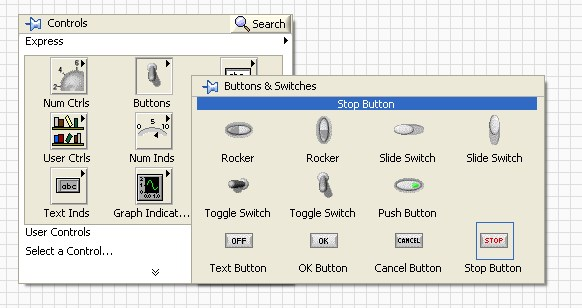 Controls
Search
Express
Num Ctrls
Buttons
abc
User Ctrls
Num Inds
0 5 10
abc
Text Inds
Graph Indicat...
User Controls
Select a Control...
Buttons & Switches
Stop Button
Rocker
Rocker
Slide Switch
Slide Switch
Toggle Switch
Toggle Switch
Push Button
OFF
OK
CANCEL
STOP
Text Button
OK Button
Cancel Button
Stop Button